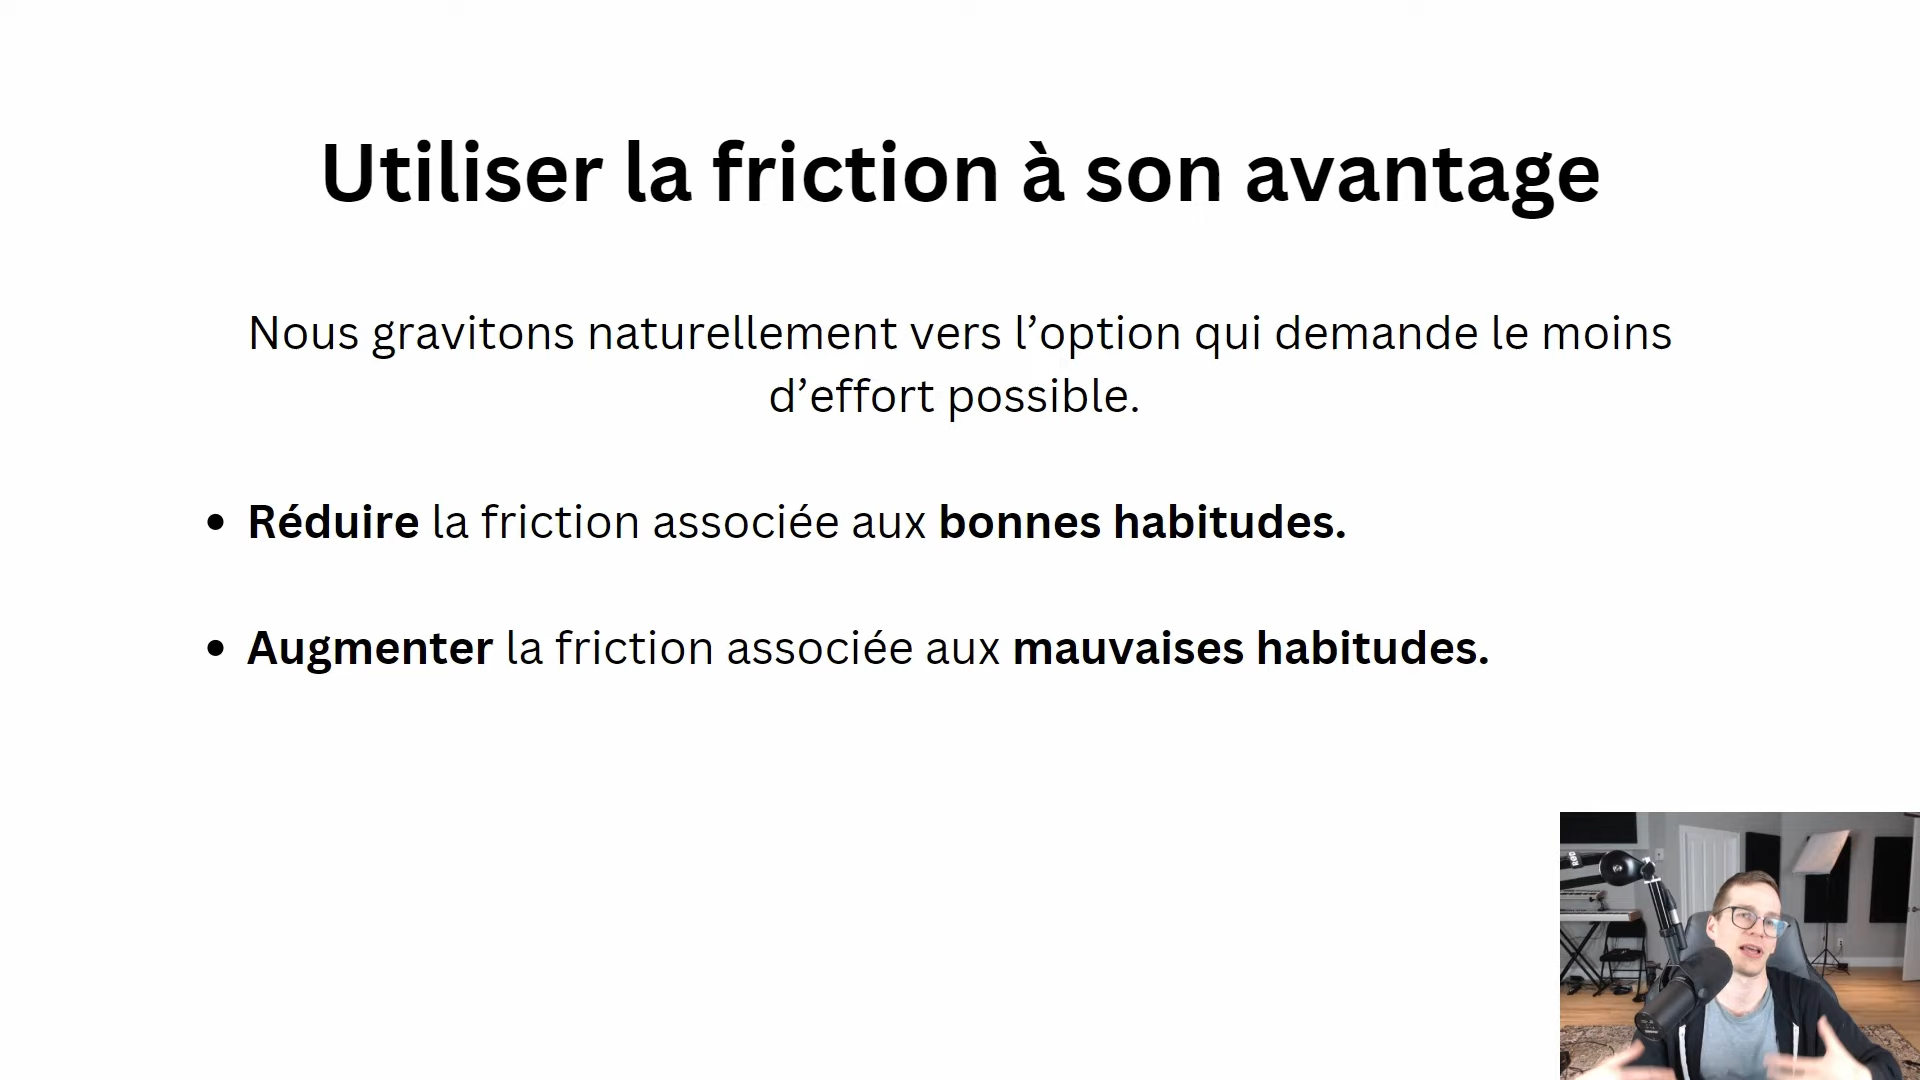 Utiliser la friction à son avantage
Nous gravitons naturellement vers l’option qui demande le moins
d’effort possible.
• Réduire la friction associée aux bonnes habitudes.
• Augmenter la friction associée aux mauvaises habitudes.